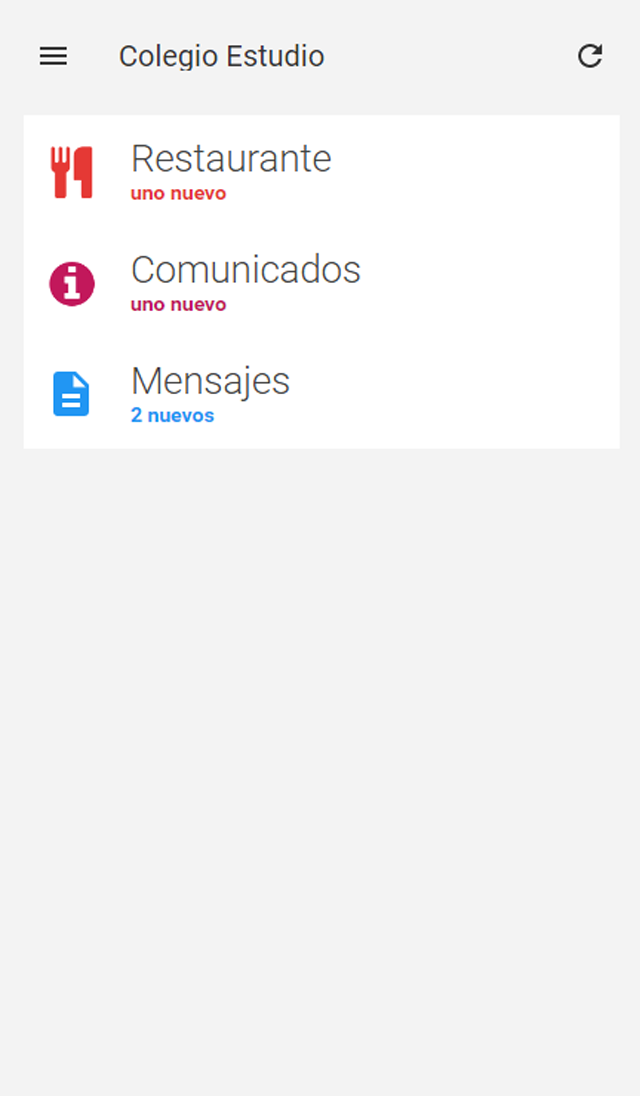 Colegio Estudio
Restaurante
uno nuevo
Comunicados
uno nuevo
Mensajes
2 nuevos